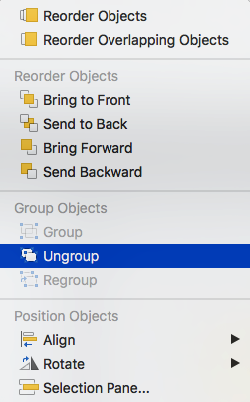 Reorder Objects
Reorder Overlapping Objects
Reorder Objects
Bring to Front
Send to Back
Bring Forward
Send Backward
Group Objects
Group
Ungroup
Regroup
Position Objects
Align
Rotate
Selection Pane...